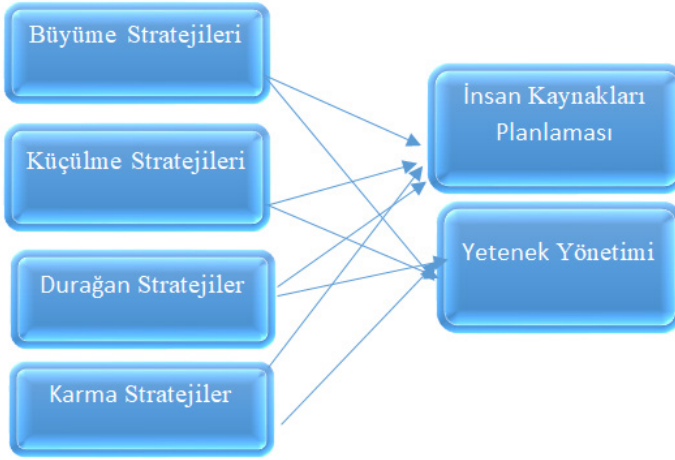 Büyüme Stratejileri
Küçülme Stratejileri
Durağan Stratejiler
Karma Stratejiler
İnsan Kaynakları
Planlaması
Yetenek Yönetimi